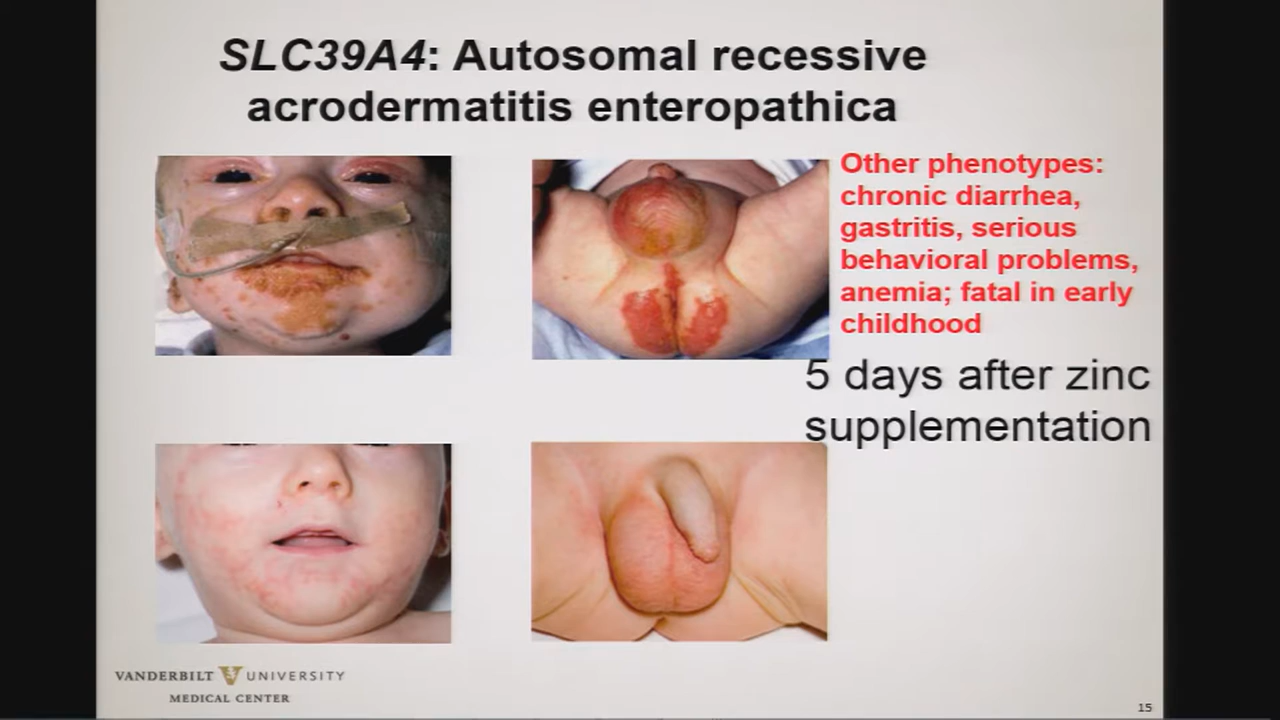 SLC39A4: Autosomal recessive
acrodermatitis enteropathica
Other phenotypes:
chronic diarrhea,
gastritis, serious
behavioral problems,
anemia; fatal in early
childhood
5 days after zinc
supplementation
VANDERBILT UNIVERSITY
MEDICAL CENTER
15